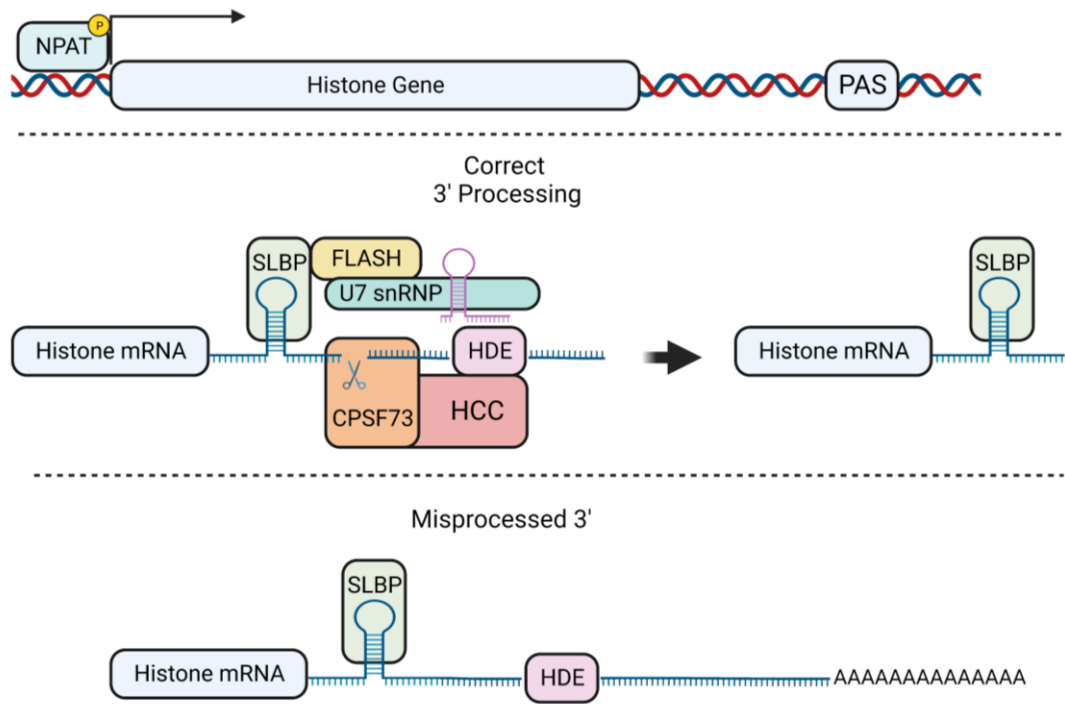 P
NPAT
Histone Gene
PAS
Correct
3' Processing
SLBP
FLASH
U7 snRNP
Histone mRNA
HDE
CPSF73
HCC
SLBP
Histone mRNA
Misprocessed 3'
SLBP
Histone mRNA
HDE
AAAAAAAAAAAAAA